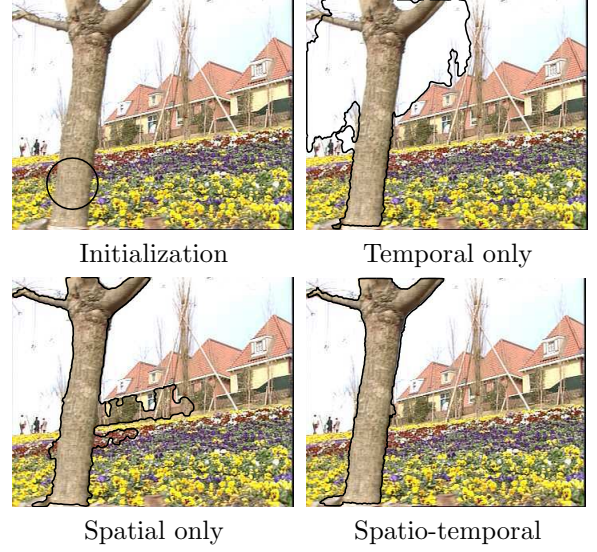 Initialization
Temporal only
Spatial only
Spatio-temporal